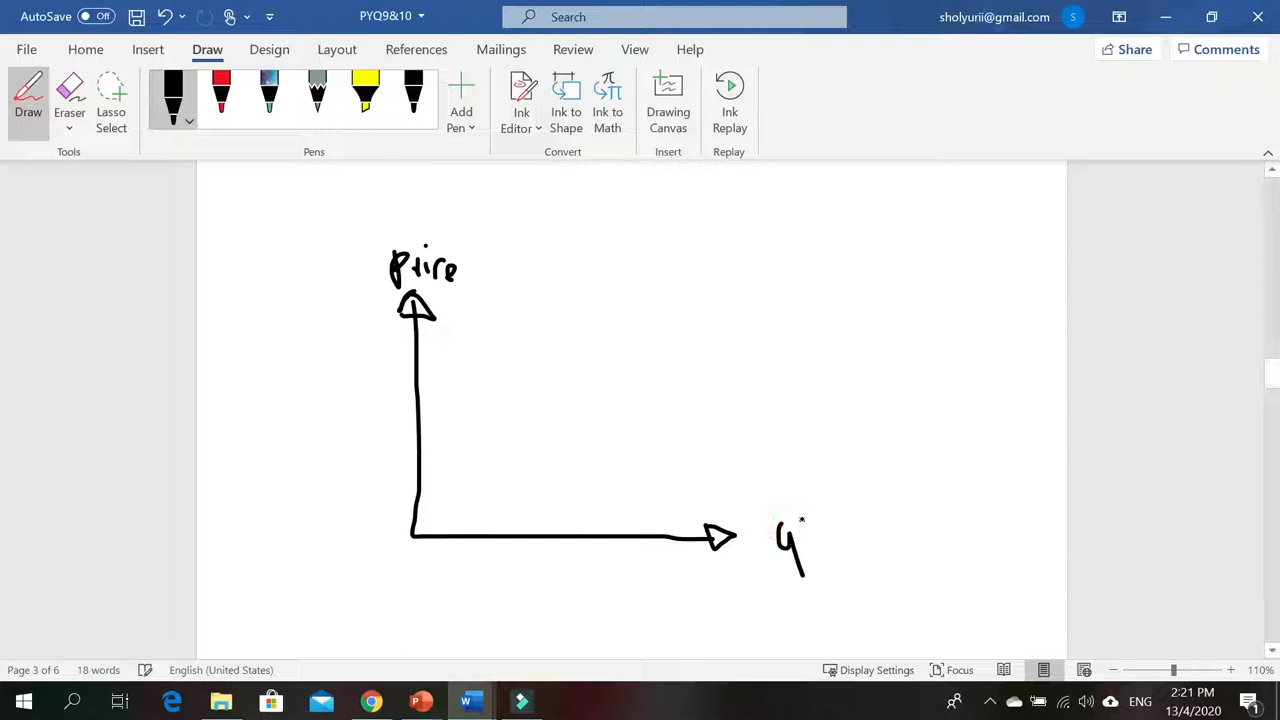 AutoSave Off PYQ9&10 Search sholyurii@gmail.com S
File Home Insert Draw Design Layout References Mailings Review View Help Share Comments
Draw Eraser Lasso Select Add Pen Ink Editor Ink to Shape Ink to Math Drawing Canvas Ink Replay
Tools Pens Convert Insert Replay
q
Page 3 of 6 18 words English (United States) Display Settings Focus 110%
ENG 2:21 PM
13/4/2020 1